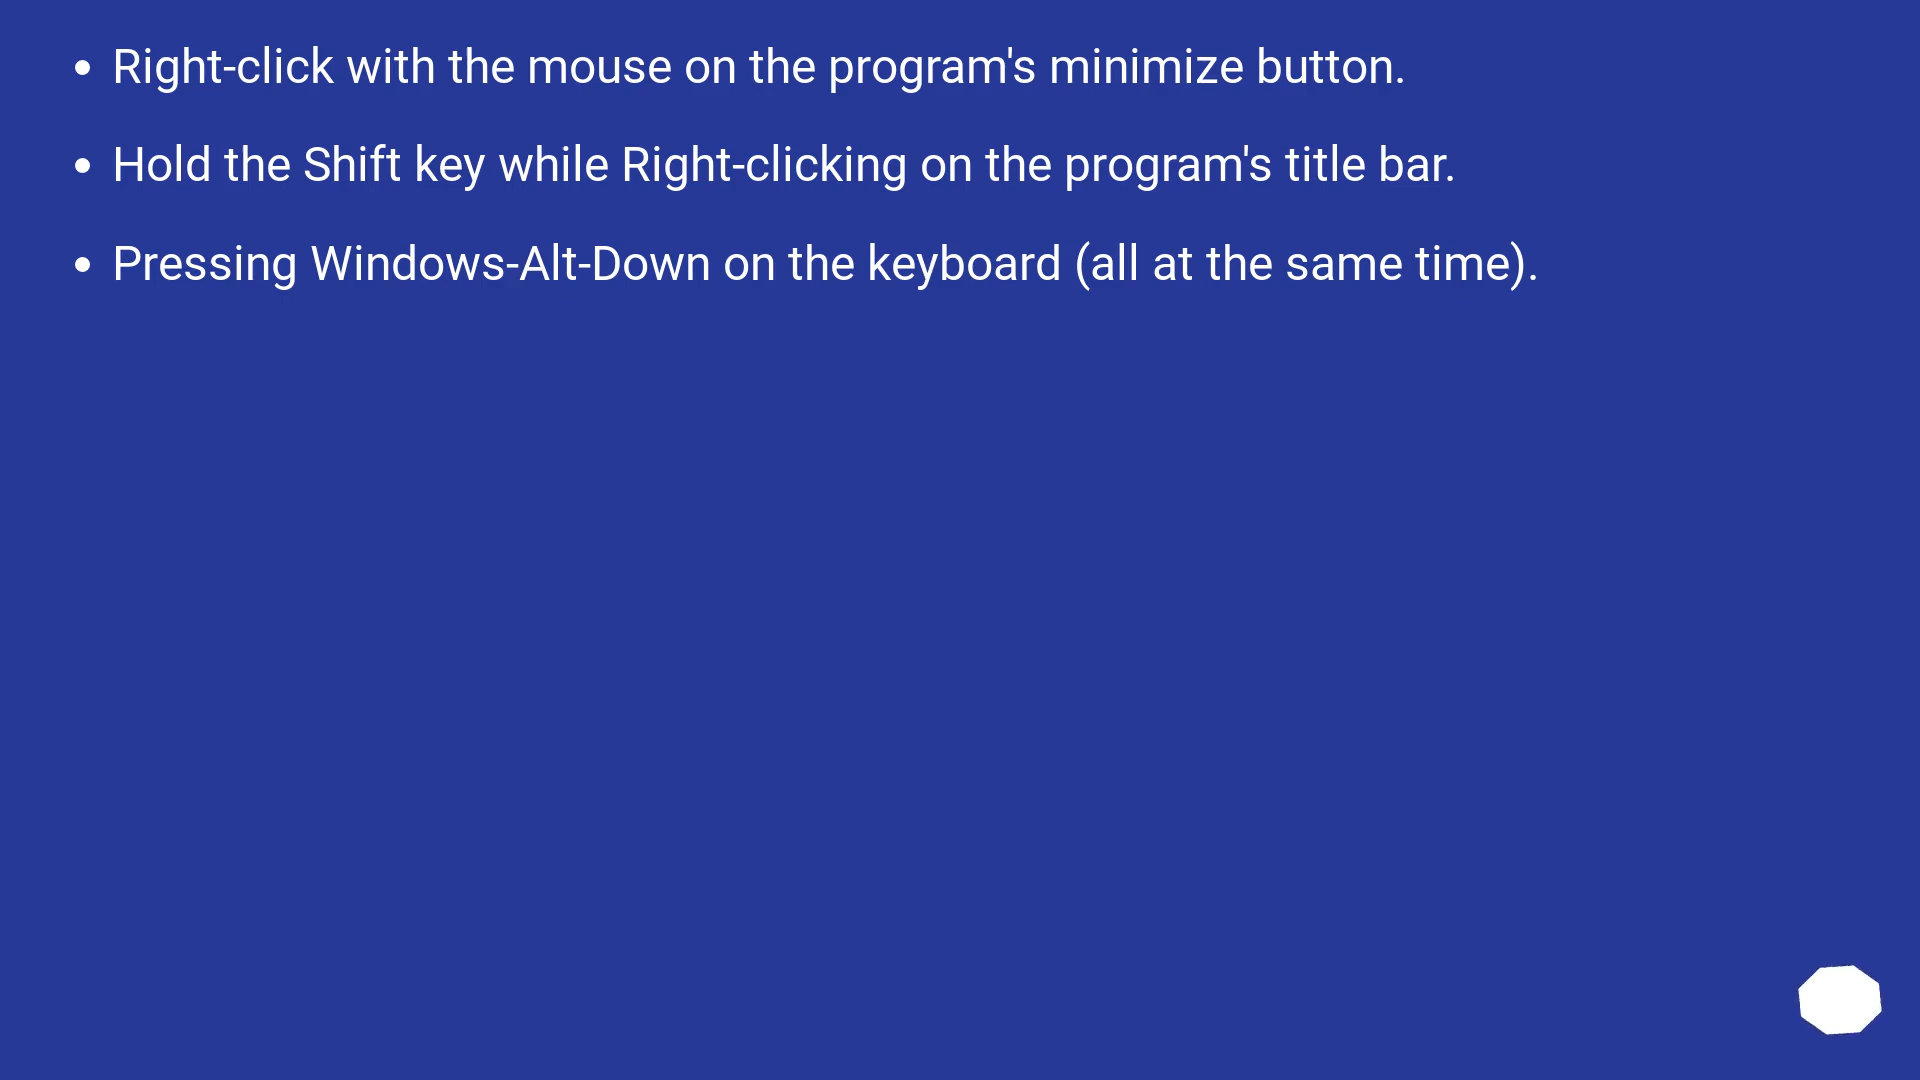 • Right-click with the mouse on the program's minimize button.
• Hold the Shift key while Right-clicking on the program's title bar.
• Pressing Windows-Alt-Down on the keyboard (all at the same time).